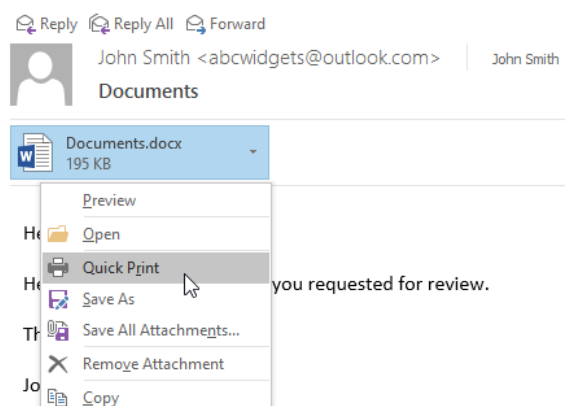 Reply Reply All Forward
John Smith <abcwidgets@outlook.com> John Smith
Documents
Documents.docx
195 KB
Preview
Open
Quick Print
you requested for review.
Save As
Save All Attachments...
Remove Attachment
Copy